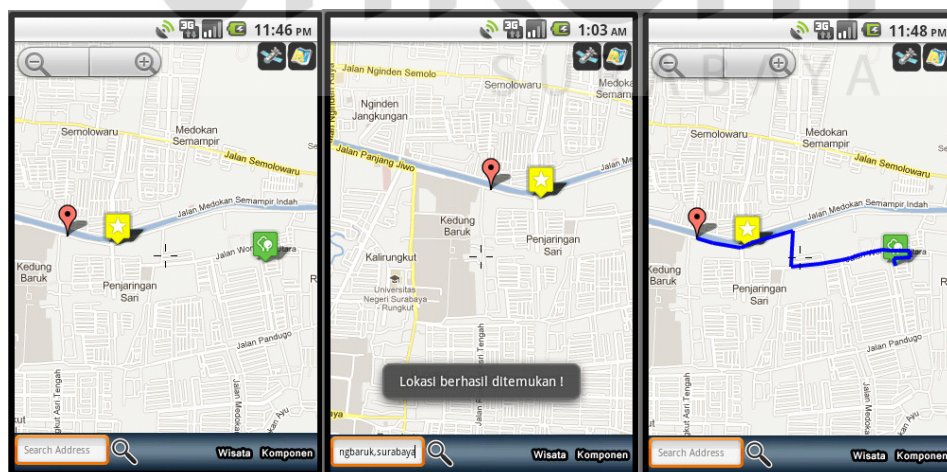 SURABAYA
11:46 PM
Semolowaru
Medokan
Semampir
Jalan Semolowaru
Jalan Medokan Semampir Indah
Kedung
Baruk
Penjaringan
Sari
Jalan Pandugo
Search Address
Wisata
Komponen
1:03 AM
Jalan Nginden Semolo
Semolowaru
Nginden
Jangkungan
Jalan Panjang Jiwo
Kedung
Baruk
Kalirungkut
Penjaringan
Sari
Universitas
Negeri Surabaya
- Rungkut
Lokasi berhasil ditemukan !
ngbaruk,surabaya
Wisata
Komponen
11:48 PM
Semolowaru
Medokan
Semampir
Jalan Semolowaru
Jalan Medokan Semampir Indah
Kedung
Baruk
Penjaringan
Sari
Jalan Pandugo
Search Address
Wisata
Komponen